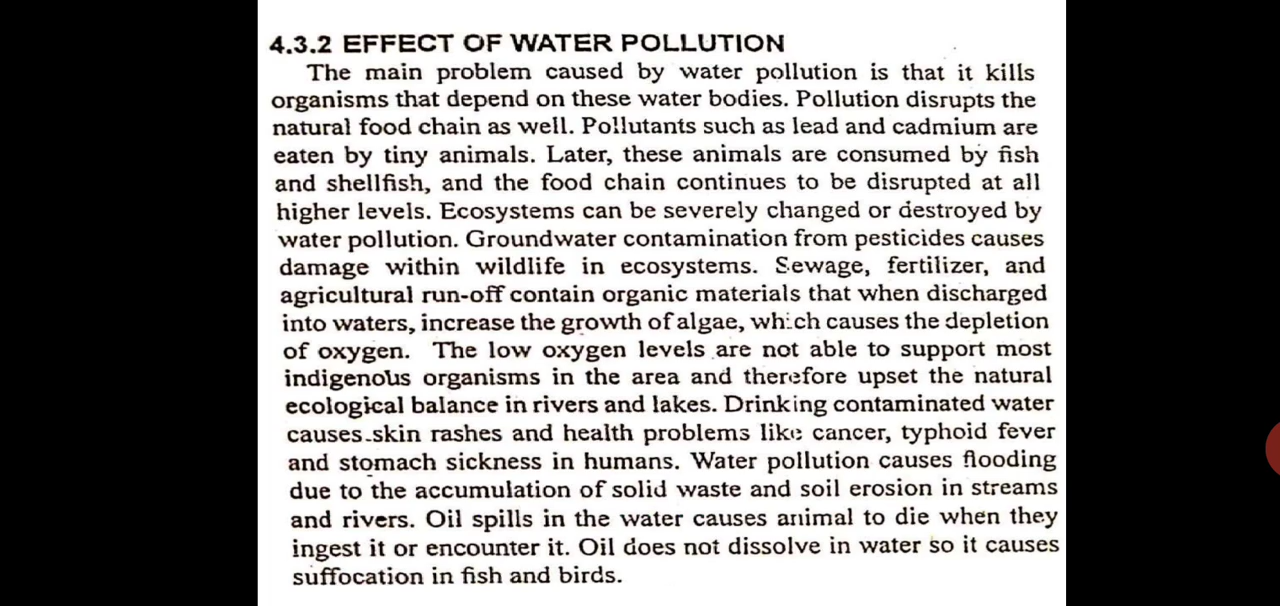 4.3.2 EFFECT OF WATER POLLUTION
The main problem caused by water pollution is that it kills
organisms that depend on these water bodies. Pollution disrupts the
natural food chain as well. Pollutants such as lead and cadmium are
eaten by tiny animals. Later, these animals are consumed by fish
and shellfish, and the food chain continues to be disrupted at all
higher levels. Ecosystems can be severely changed or destroyed by
water pollution. Groundwater contamination from pesticides causes
damage within wildlife in ecosystems. Sewage, fertilizer, and
agricultural run-off contain organic materials that when discharged
into waters, increase the growth of algae, which causes the depletion
of oxygen. The low oxygen levels are not able to support most
indigenous organisms in the area and therefore upset the natural
ecological balance in rivers and lakes. Drinking contaminated water
causes skin rashes and health problems like cancer, typhoid fever
and stomach sickness in humans. Water pollution causes flooding
due to the accumulation of solid waste and soil erosion in streams
and rivers. Oil spills in the water causes animal to die when they
ingest it or encounter it. Oil does not dissolve in water so it causes
suffocation in fish and birds.